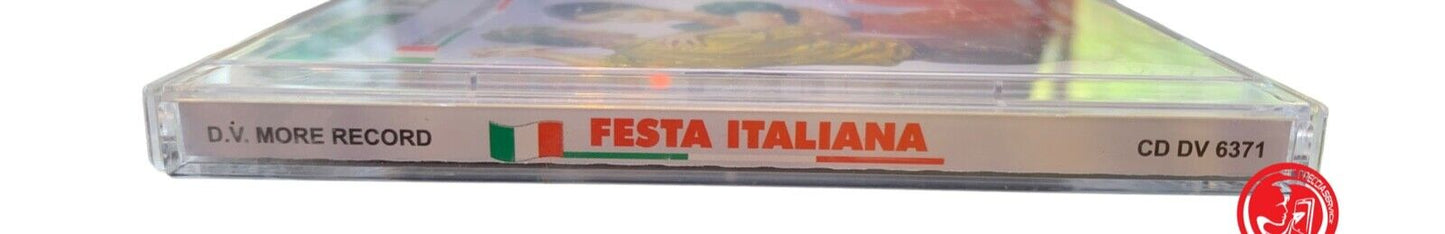 D.V. MORE RECORD
FESTA ITALIANA
CD DV 6371